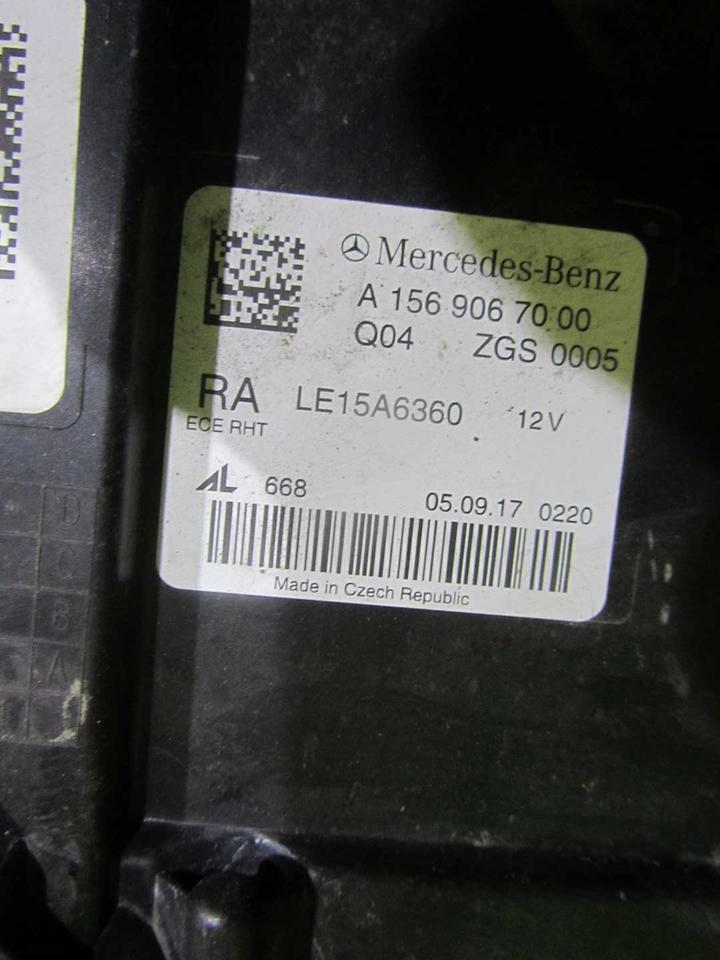 Mercedes-Benz
A 156 906 70 00
Q04 ZGS 0005
RA LE15A6360 12V
ECE RHT
AL 668 05.09.17 0220
Made in Czech Republic
D
C
B
A